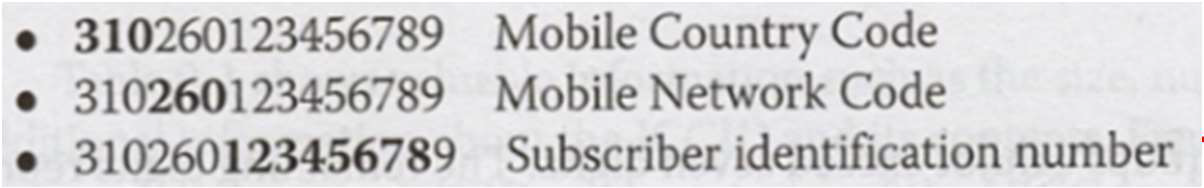 • 310260123456789 Mobile Country Code
• 310260123456789 Mobile Network Code
• 310260123456789 Subscriber identification number